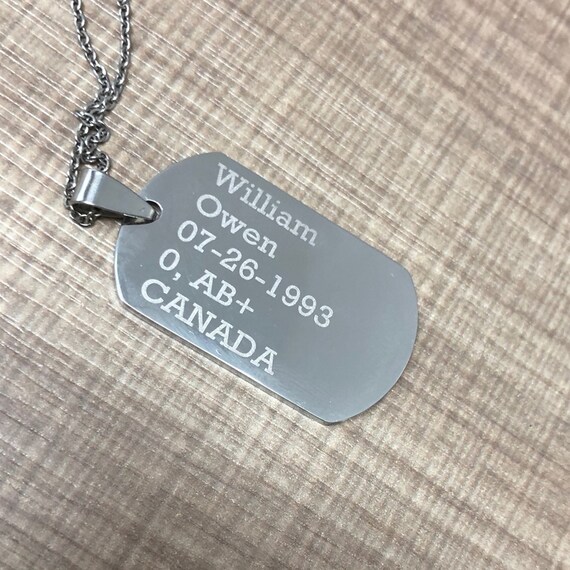 William
Owen
07-26-1993
0, AB+
CANADA